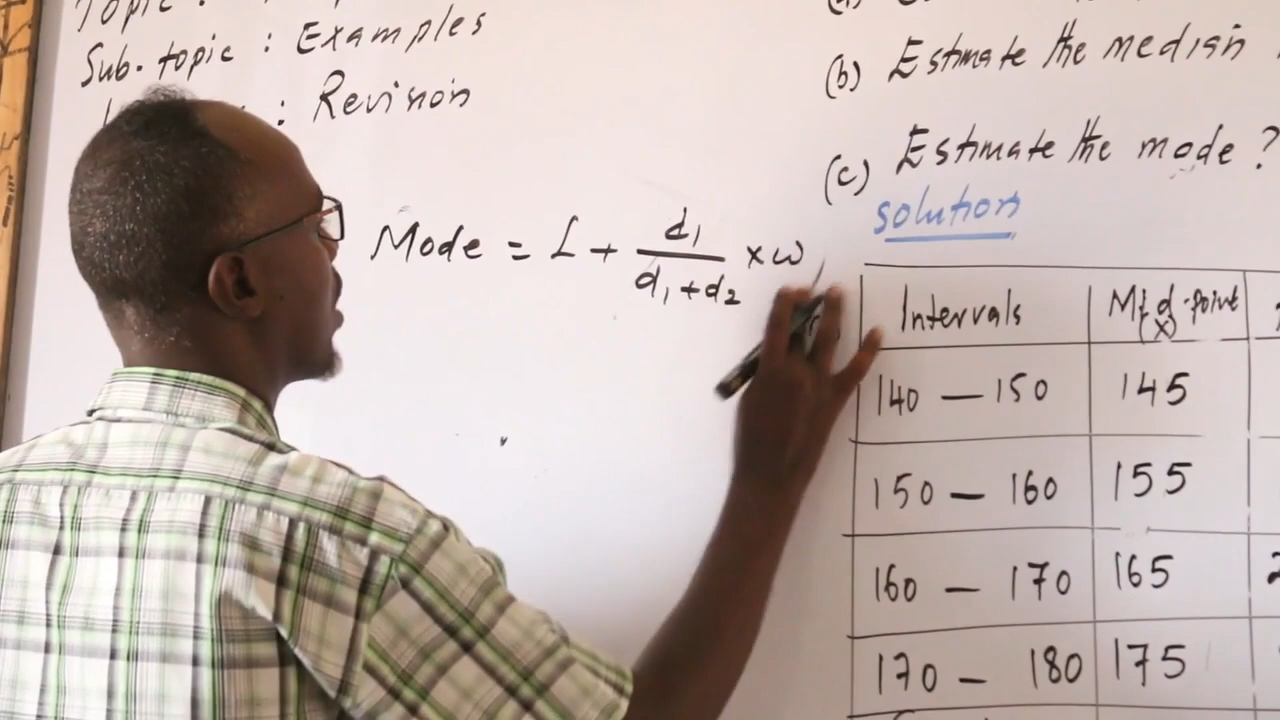 Topic :
Sub-topic : Examples
: Revision
Mode = L + d1 / d1 + d2 × w
(b) Estimate the median
(c) Estimate the mode ?
solution
Intervals Mid-point (x)
140 — 150 145
150 — 160 155
160 — 170 165
170 — 180 175